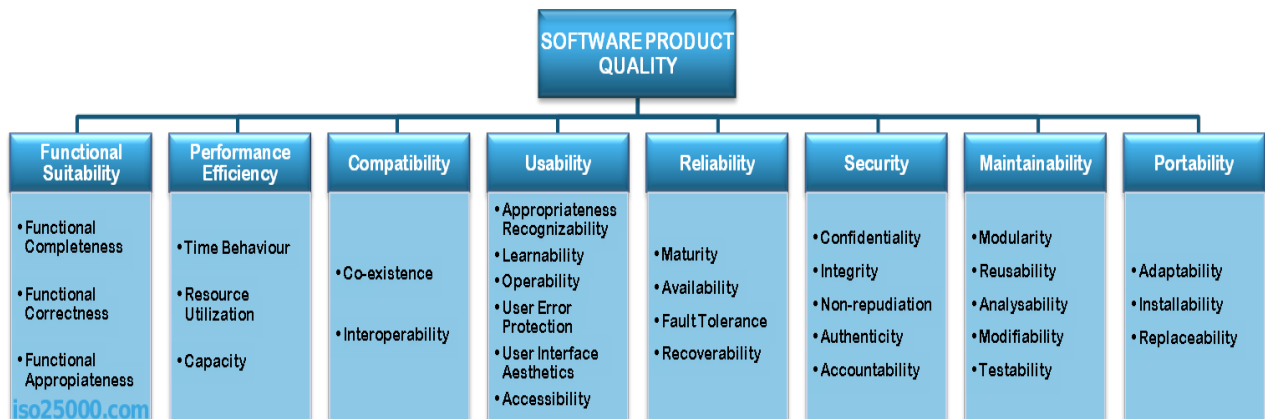 SOFTWARE PRODUCT
QUALITY
Functional
Suitability
• Functional
Completeness
• Functional
Correctness
• Functional
Appropiateness
Performance
Efficiency
• Time Behaviour
• Resource
Utilization
• Capacity
Compatibility
• Co-existence
• Interoperability
Usability
• Appropriateness
Recognizability
• Learnability
• Operability
• User Error
Protection
• User Interface
Aesthetics
• Accessibility
Reliability
• Maturity
• Availability
• Fault Tolerance
• Recoverability
Security
• Confidentiality
• Integrity
• Non-repudiation
• Authenticity
• Accountability
Maintainability
• Modularity
• Reusability
• Analysability
• Modifiability
• Testability
Portability
• Adaptability
• Installability
• Replaceability
iso25000.com